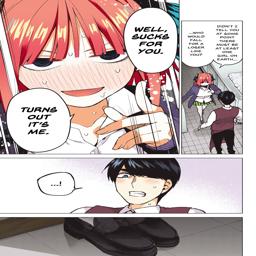 DIDN'T I
TELL YOU
AT SOME
POINT
THERE
MUST BE
AT LEAST
ONE
GIRL ON
EARTH...
...WHO
WOULD
FALL
FOR A
LOSER
LIKE
YOU?
WELL,
SUCKS
FOR
YOU.
TURNS
OUT
IT'S
ME.
...!